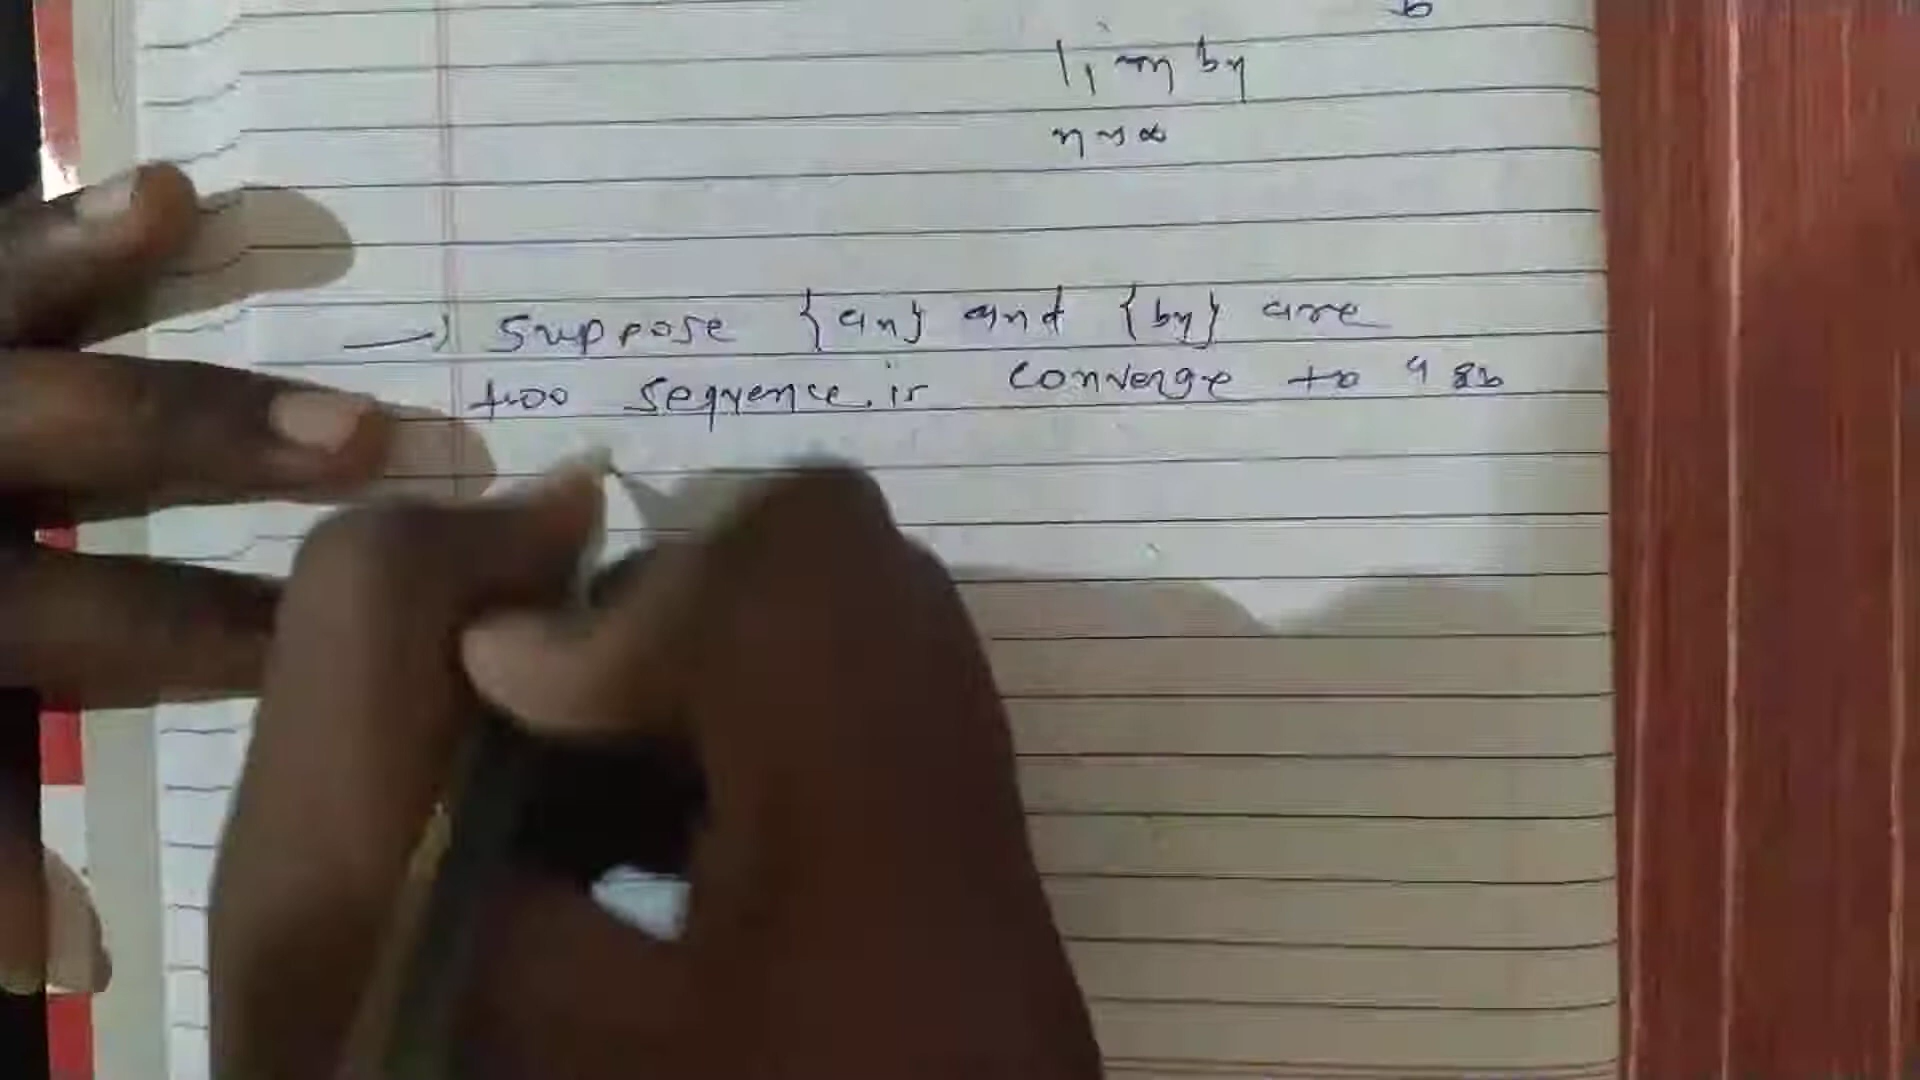 b
lim bn
n→∞
→ Suppose {an} and {bn} are
two sequence is converge to a & b